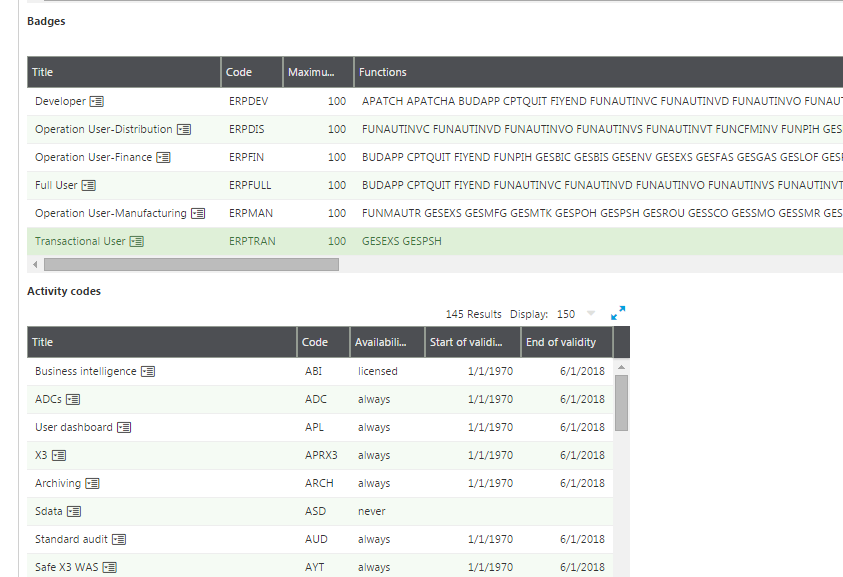 Badges
Title Code Maximu... Functions
Developer ERPDEV 100 APATCH APATCHA BUDAPP CPTQUIT FIYEND FUNAUTINVC FUNAUTINVD FUNAUTINVO FUNAUT
Operation User-Distribution ERPDIS 100 FUNAUTINVC FUNAUTINVD FUNAUTINVO FUNAUTINVS FUNAUTINVT FUNCFMINV FUNPIH GES
Operation User-Finance ERPFIN 100 BUDAPP CPTQUIT FIYEND FUNPIH GESBIC GESBIS GESENV GESEXS GESFAS GESGAS GESLOF GES
Full User ERPFULL 100 BUDAPP CPTQUIT FIYEND FUNAUTINVC FUNAUTINVD FUNAUTINVO FUNAUTINVS FUNAUTINVT
Operation User-Manufacturing ERPMAN 100 FUNMAUTR GESEXS GESMFG GESMTK GESPOH GESPSH GESROU GESSCO GESSMO GESSMR GES
Transactional User ERPTRAN 100 GESEXS GESPSH
Activity codes
145 Results Display: 150
Title Code Availabili... Start of validi... End of validity
Business intelligence ABI licensed 1/1/1970 6/1/2018
ADCs ADC always 1/1/1970 6/1/2018
User dashboard APL always 1/1/1970 6/1/2018
X3 APRX3 always 1/1/1970 6/1/2018
Archiving ARCH always 1/1/1970 6/1/2018
Sdata ASD never
Standard audit AUD always 1/1/1970 6/1/2018
Safe X3 WAS AYT always 1/1/1970 6/1/2018